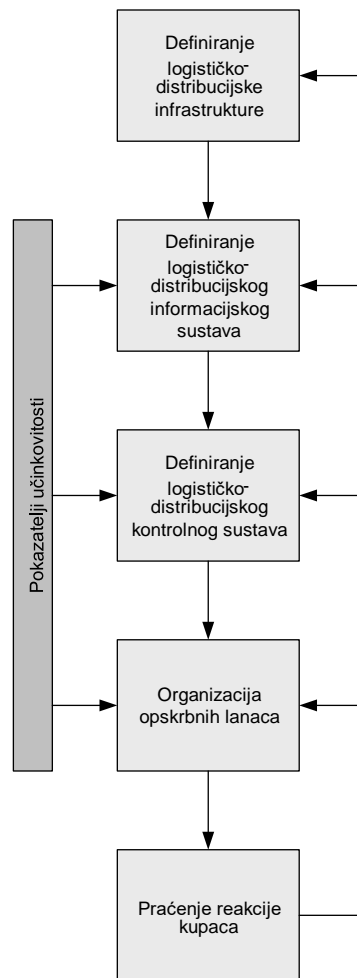 Definiranje
logističko-
distribucijske
infrastrukture
Definiranje
logističko-
distribucijskog
informacijskog
sustava
Pokazatelji učinkovitosti
Definiranje
logističko-
distribucijskog
kontrolnog sustava
Organizacija
opskrbnih lanaca
Praćenje reakcije
kupaca